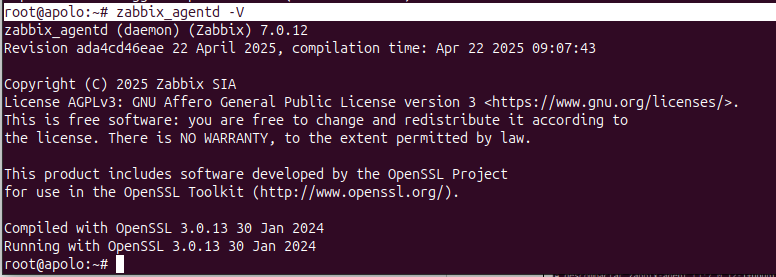 root@apolo:~# zabbix_agentd -V
zabbix_agentd (daemon) (Zabbix) 7.0.12
Revision ada4cd46eae 22 April 2025, compilation time: Apr 22 2025 09:07:43
Copyright (C) 2025 Zabbix SIA
License AGPLv3: GNU Affero General Public License version 3 <https://www.gnu.org/licenses/>.
This is free software: you are free to change and redistribute it according to
the license. There is NO WARRANTY, to the extent permitted by law.
This product includes software developed by the OpenSSL Project
for use in the OpenSSL Toolkit (http://www.openssl.org/).
Compiled with OpenSSL 3.0.13 30 Jan 2024
Running with OpenSSL 3.0.13 30 Jan 2024
root@apolo:~#